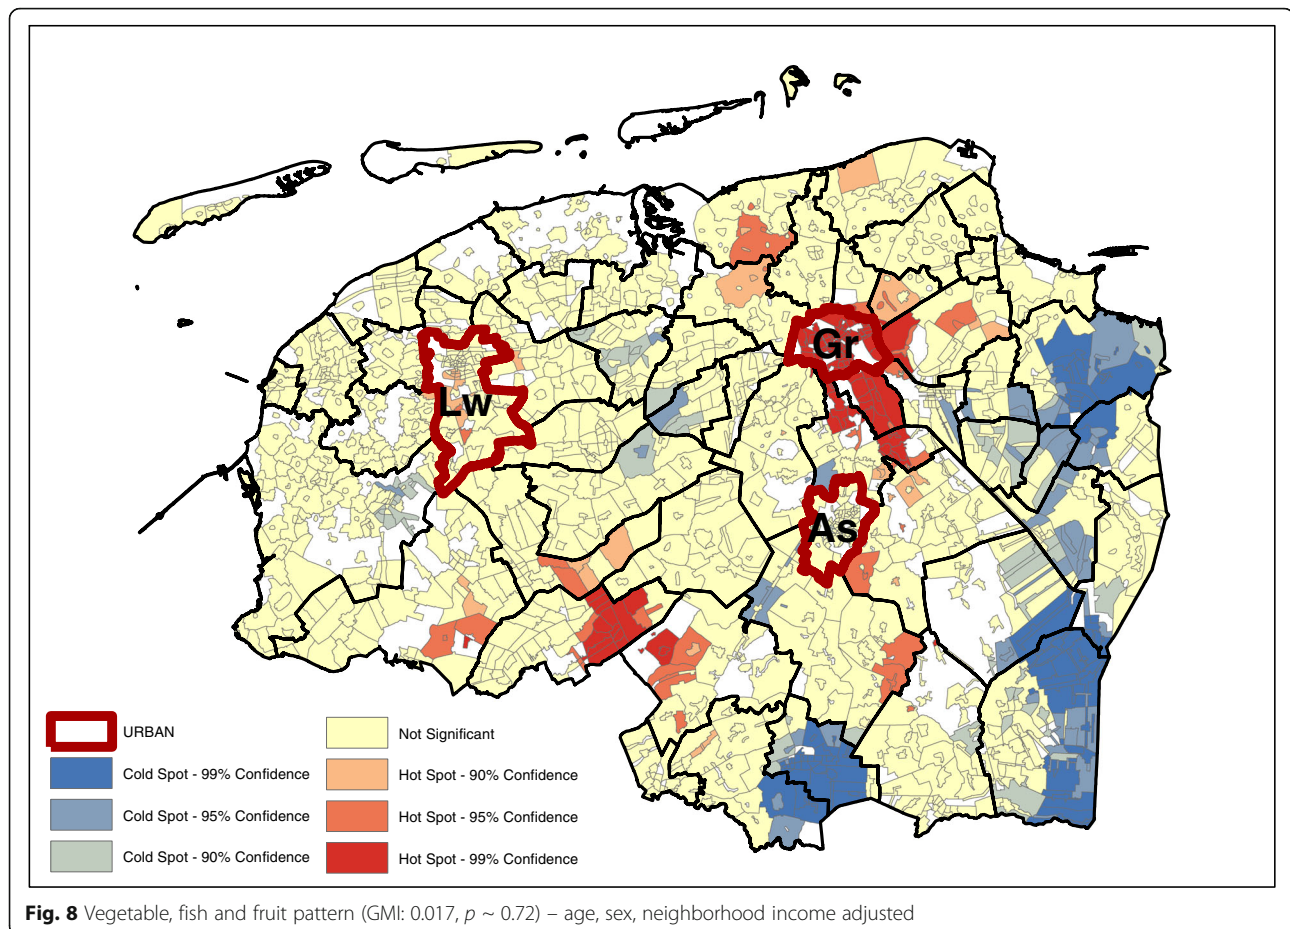 Gr
Lw
As
URBAN
Cold Spot - 99% Confidence
Cold Spot - 95% Confidence
Cold Spot - 90% Confidence
Not Significant
Hot Spot - 90% Confidence
Hot Spot - 95% Confidence
Hot Spot - 99% Confidence
Fig. 8 Vegetable, fish and fruit pattern (GMI: 0.017, p ~ 0.72) – age, sex, neighborhood income adjusted